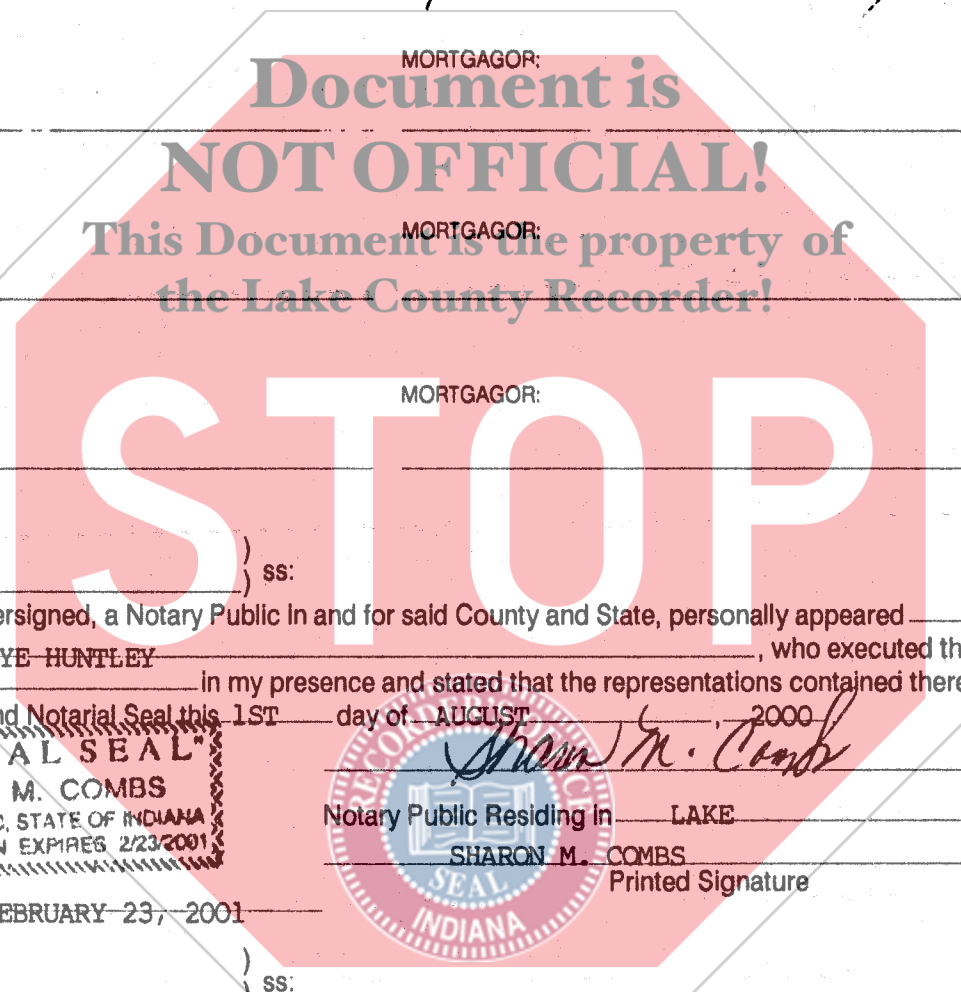 MORTGAGOR:
Document is
NOT OFFICIAL!
MORTGAGOR:
This Document is the property of
the Lake County Recorder!
MORTGAGOR:
STOP
)
) ss:
ersigned, a Notary Public in and for said County and State, personally appeared
YE HUNTLEY , who executed th
in my presence and stated that the representations contained there
nd Notarial Seal this 1ST day of AUGUST , 2000
AL SEAL"
M. COMBS
C, STATE OF INDIANA
N EXPIRES 2/23/2001
Sharon M. Combs
Notary Public Residing in LAKE
SHARON M. COMBS
Printed Signature
SEAL
INDIANA
EBRUARY 23, 2001
)
) ss: